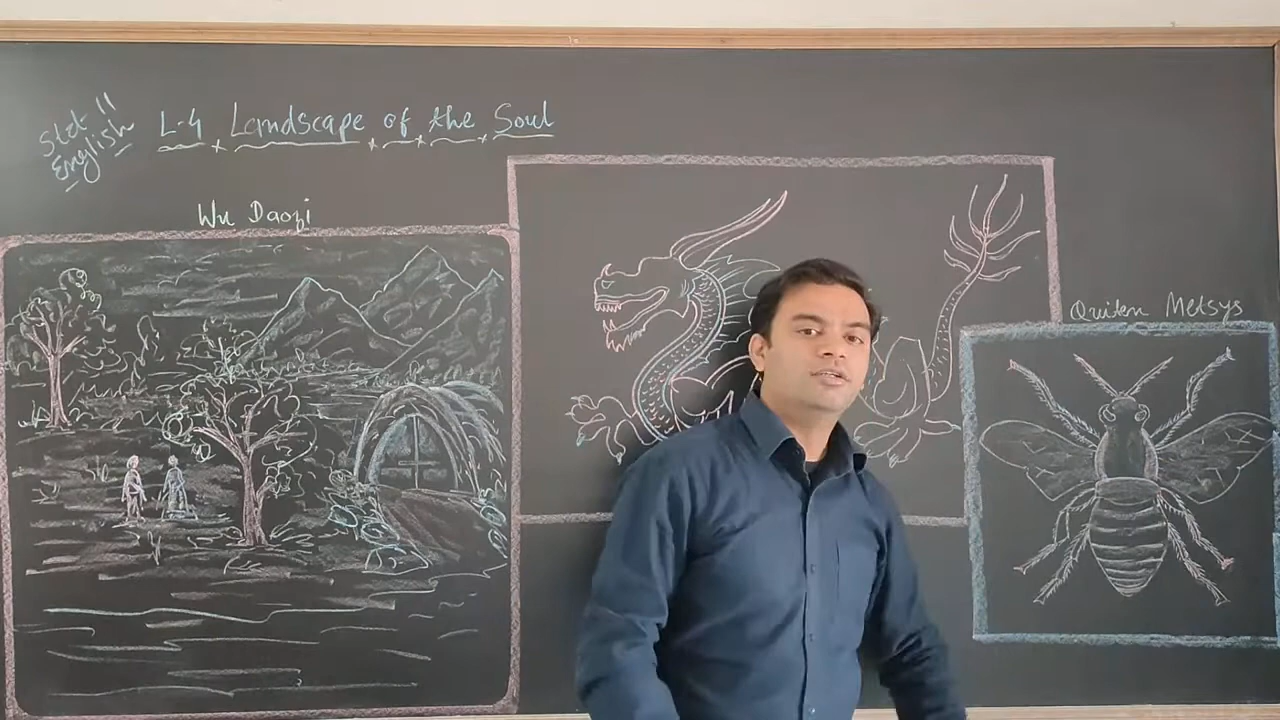 Std-11
English
L-4 Landscape of the Soul
Wu Daozi
Quiten Metsys